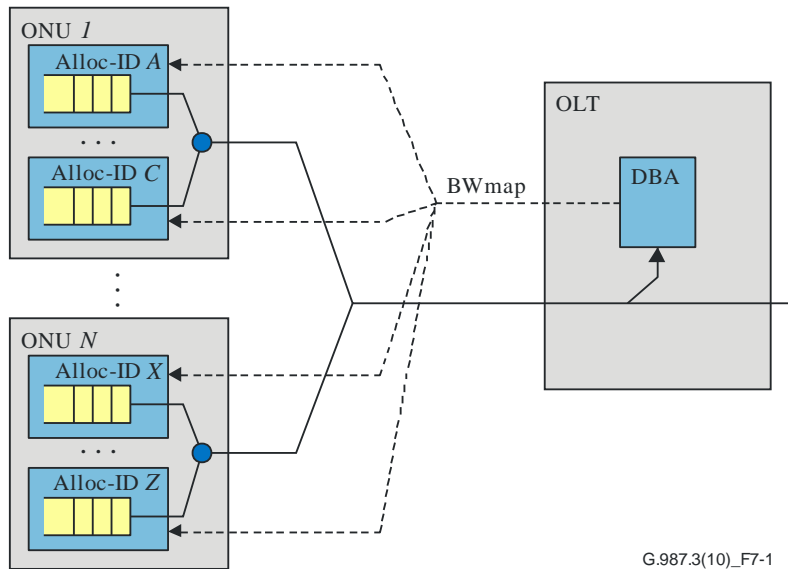 ONU 1
Alloc-ID A
. . .
Alloc-ID C
ONU N
Alloc-ID X
. . .
Alloc-ID Z
BWmap
OLT
DBA
G.987.3(10)_F7-1